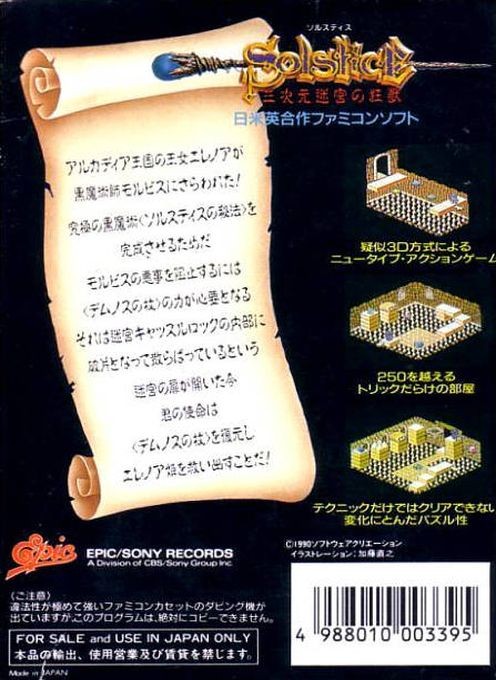 ソルスティス
SOLSTICE
三次元迷宮の狂獣
日米英合作ファミコンソフト
アルカディア王国の王女エレノアが
黒魔術師モルビスにさらわれた!
究極の黒魔術〈ソルスティスの秘法〉を
完成させるためだ
モルビスの悪事を阻止するには
〈デムノスの杖〉の力が必要となる
それは迷宮キャッスルロックの内部に
破片となって散らばっているという
迷宮の扉が開いた今
君の使命は
〈デムノスの杖〉を復元し
エレノア姫を救い出すことだ!
疑似3D方式による
ニュータイプ・アクションゲーム
250を越える
トリックだらけの部屋
テクニックだけではクリアできない
変化にとんだパズル性
Epic
EPIC/SONY RECORDS
A Division of CBS/Sony Group Inc.
©1990ソフトウェアクリエーション
イラストレーション:加藤直之
(ご注意)
違法性が極めて強いファミコンカセットのダビング機が
出ていますが、このプログラムは、絶対にコピーできません。
FOR SALE and USE IN JAPAN ONLY
本品の輸出、使用営業及び賃貸を禁じます。
Made in JAPAN
4 988010 003395